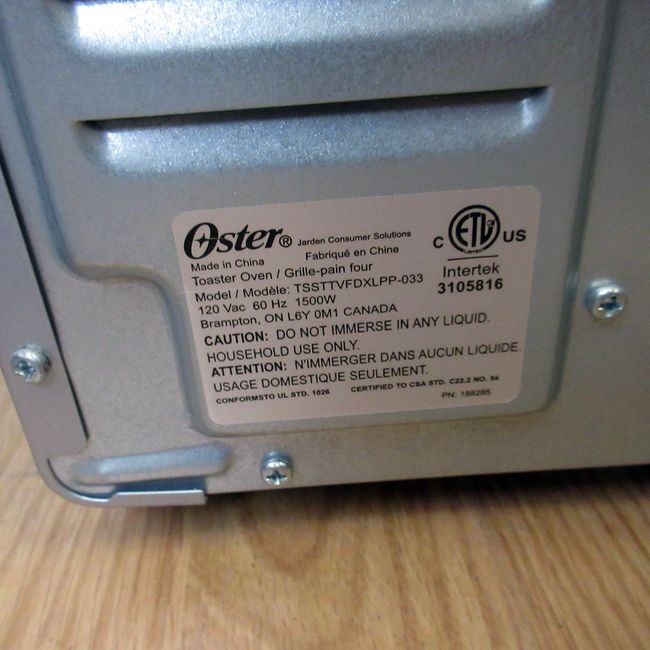 Oster® Jarden Consumer Solutions
Made in China Fabriqué en Chine
Toaster Oven / Grille-pain four
Model / Modèle: TSSTTVFDXLPP-033
120 Vac 60 Hz 1500W
Brampton, ON L6Y 0M1 CANADA
CAUTION: DO NOT IMMERSE IN ANY LIQUID.
HOUSEHOLD USE ONLY.
ATTENTION: N'IMMERGER DANS AUCUN LIQUIDE.
USAGE DOMESTIQUE SEULEMENT.
CONFORMSTO UL STD. 1026 CERTIFIED TO CSA STD. C22.2 NO. 64
PN: 188285
C ETL US
LISTED
Intertek
3105816